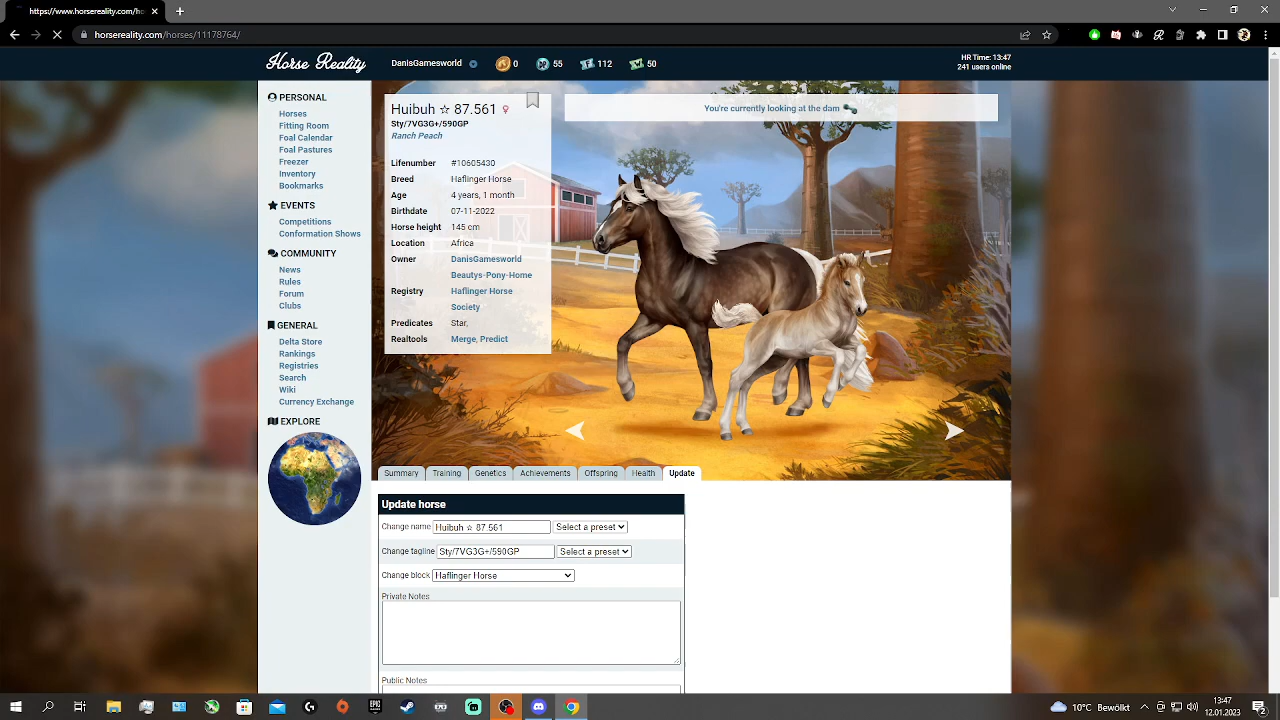 https://www.horsereality.com/hc
horsereality.com/horses/11178764/
Horse Reality
DanisGamesworld
0
55
112
50
HR Time: 13:47
241 users online
PERSONAL
Horses
Fitting Room
Foal Calendar
Foal Pastures
Freezer
Inventory
Bookmarks
EVENTS
Competitions
Conformation Shows
COMMUNITY
News
Rules
Forum
Clubs
GENERAL
Delta Store
Rankings
Registries
Search
Wiki
Currency Exchange
EXPLORE
Huibuh ☆ 87.561 ♀
Sty/7VG3G+/590GP
Ranch Peach
Lifenumber #10605430
Breed Haflinger Horse
Age 4 years, 1 month
Birthdate 07-11-2022
Horse height 145 cm
Location Africa
Owner DanisGamesworld
Beautys-Pony-Home
Registry Haflinger Horse
Society
Predicates Star,
Realtools Merge, Predict
You're currently looking at the dam
Summary
Training
Genetics
Achievements
Offspring
Health
Update
Update horse
Change name Huibuh ☆ 87.561 Select a preset
Change tagline Sty/7VG3G+/590GP Select a preset
Change block Haflinger Horse
Private Notes
Public Notes
EPIC
10°C Bewölkt
13:47
12.01.2023